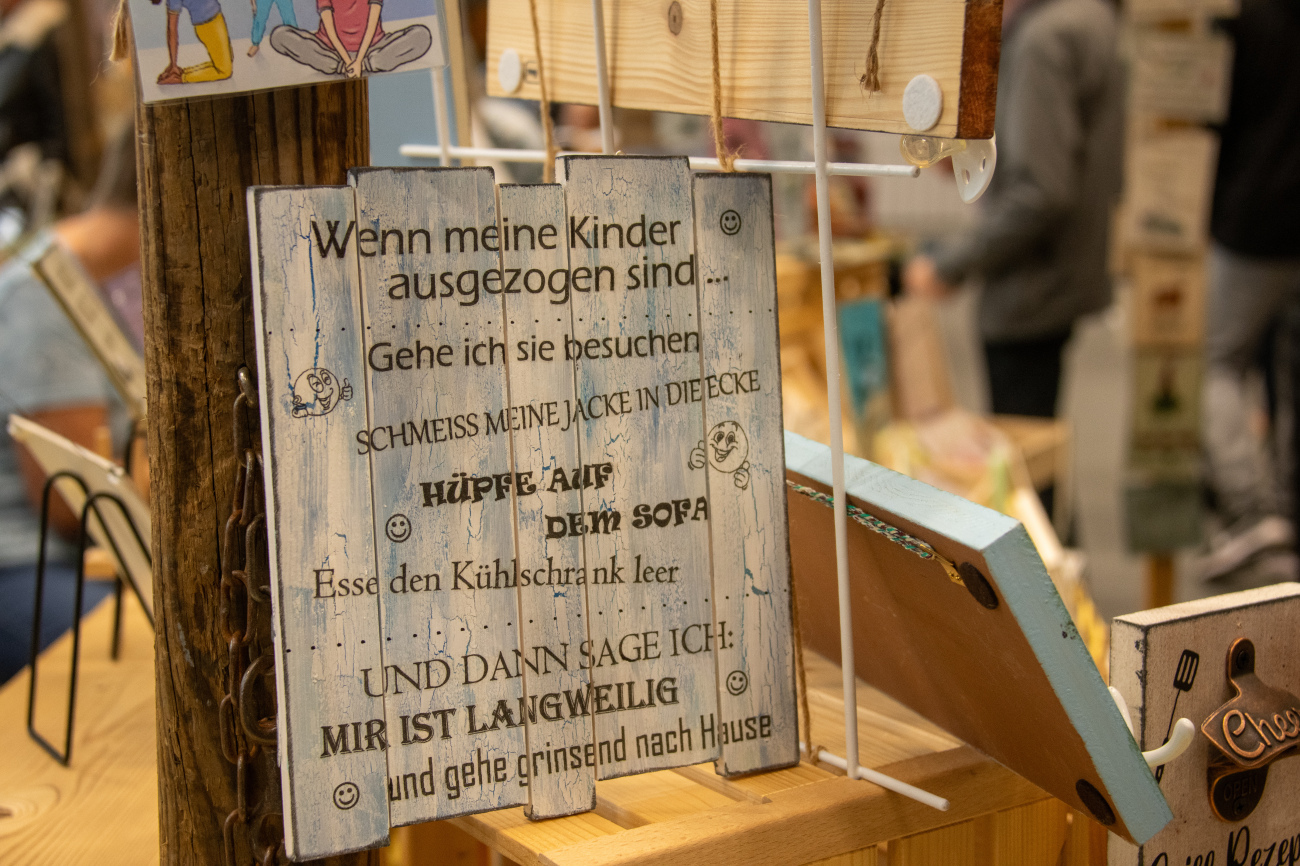 Wenn meine Kinder
ausgezogen sind ...
Gehe ich sie besuchen
SCHMEISS MEINE JACKE IN DIE ECKE
HÜPFE AUF
DEM SOFA
Esse den Kühlschrank leer
UND DANN SAGE ICH:
MIR IST LANGWEILIG
und gehe grinsend nach Hause
OPEN